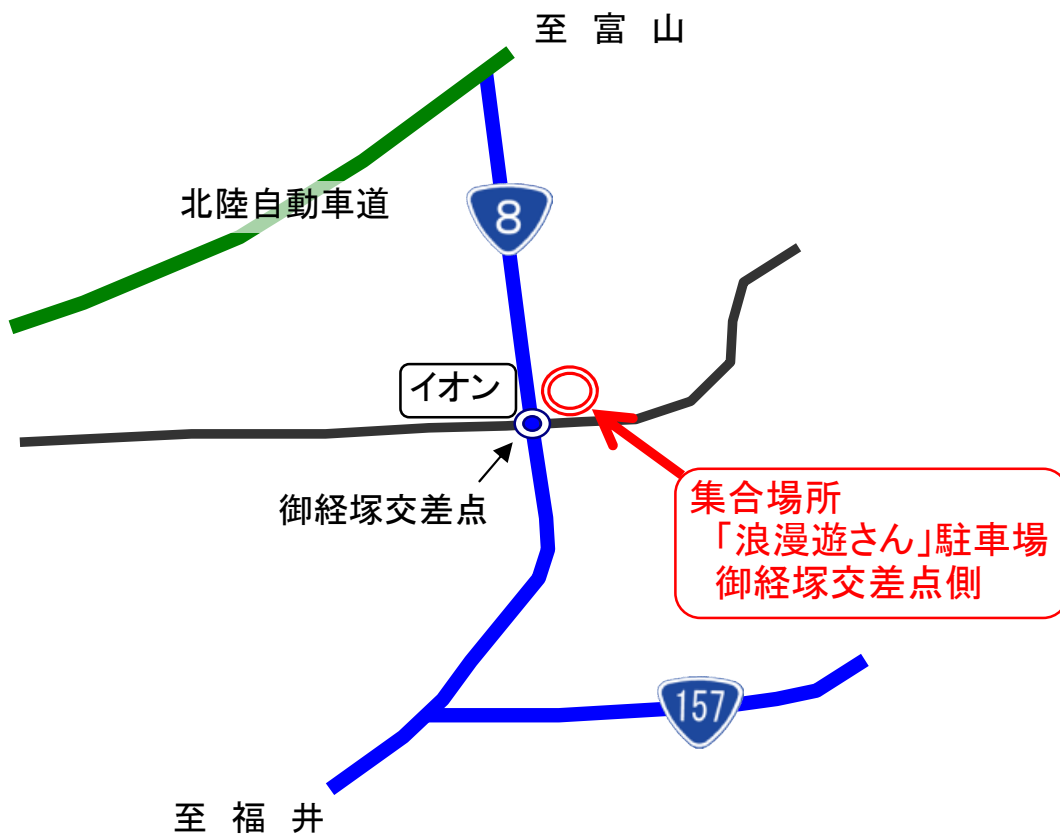 至 富 山
北陸自動車道
8
イオン
御経塚交差点
集合場所
「浪漫遊さん」駐車場
御経塚交差点側
157
至 福 井